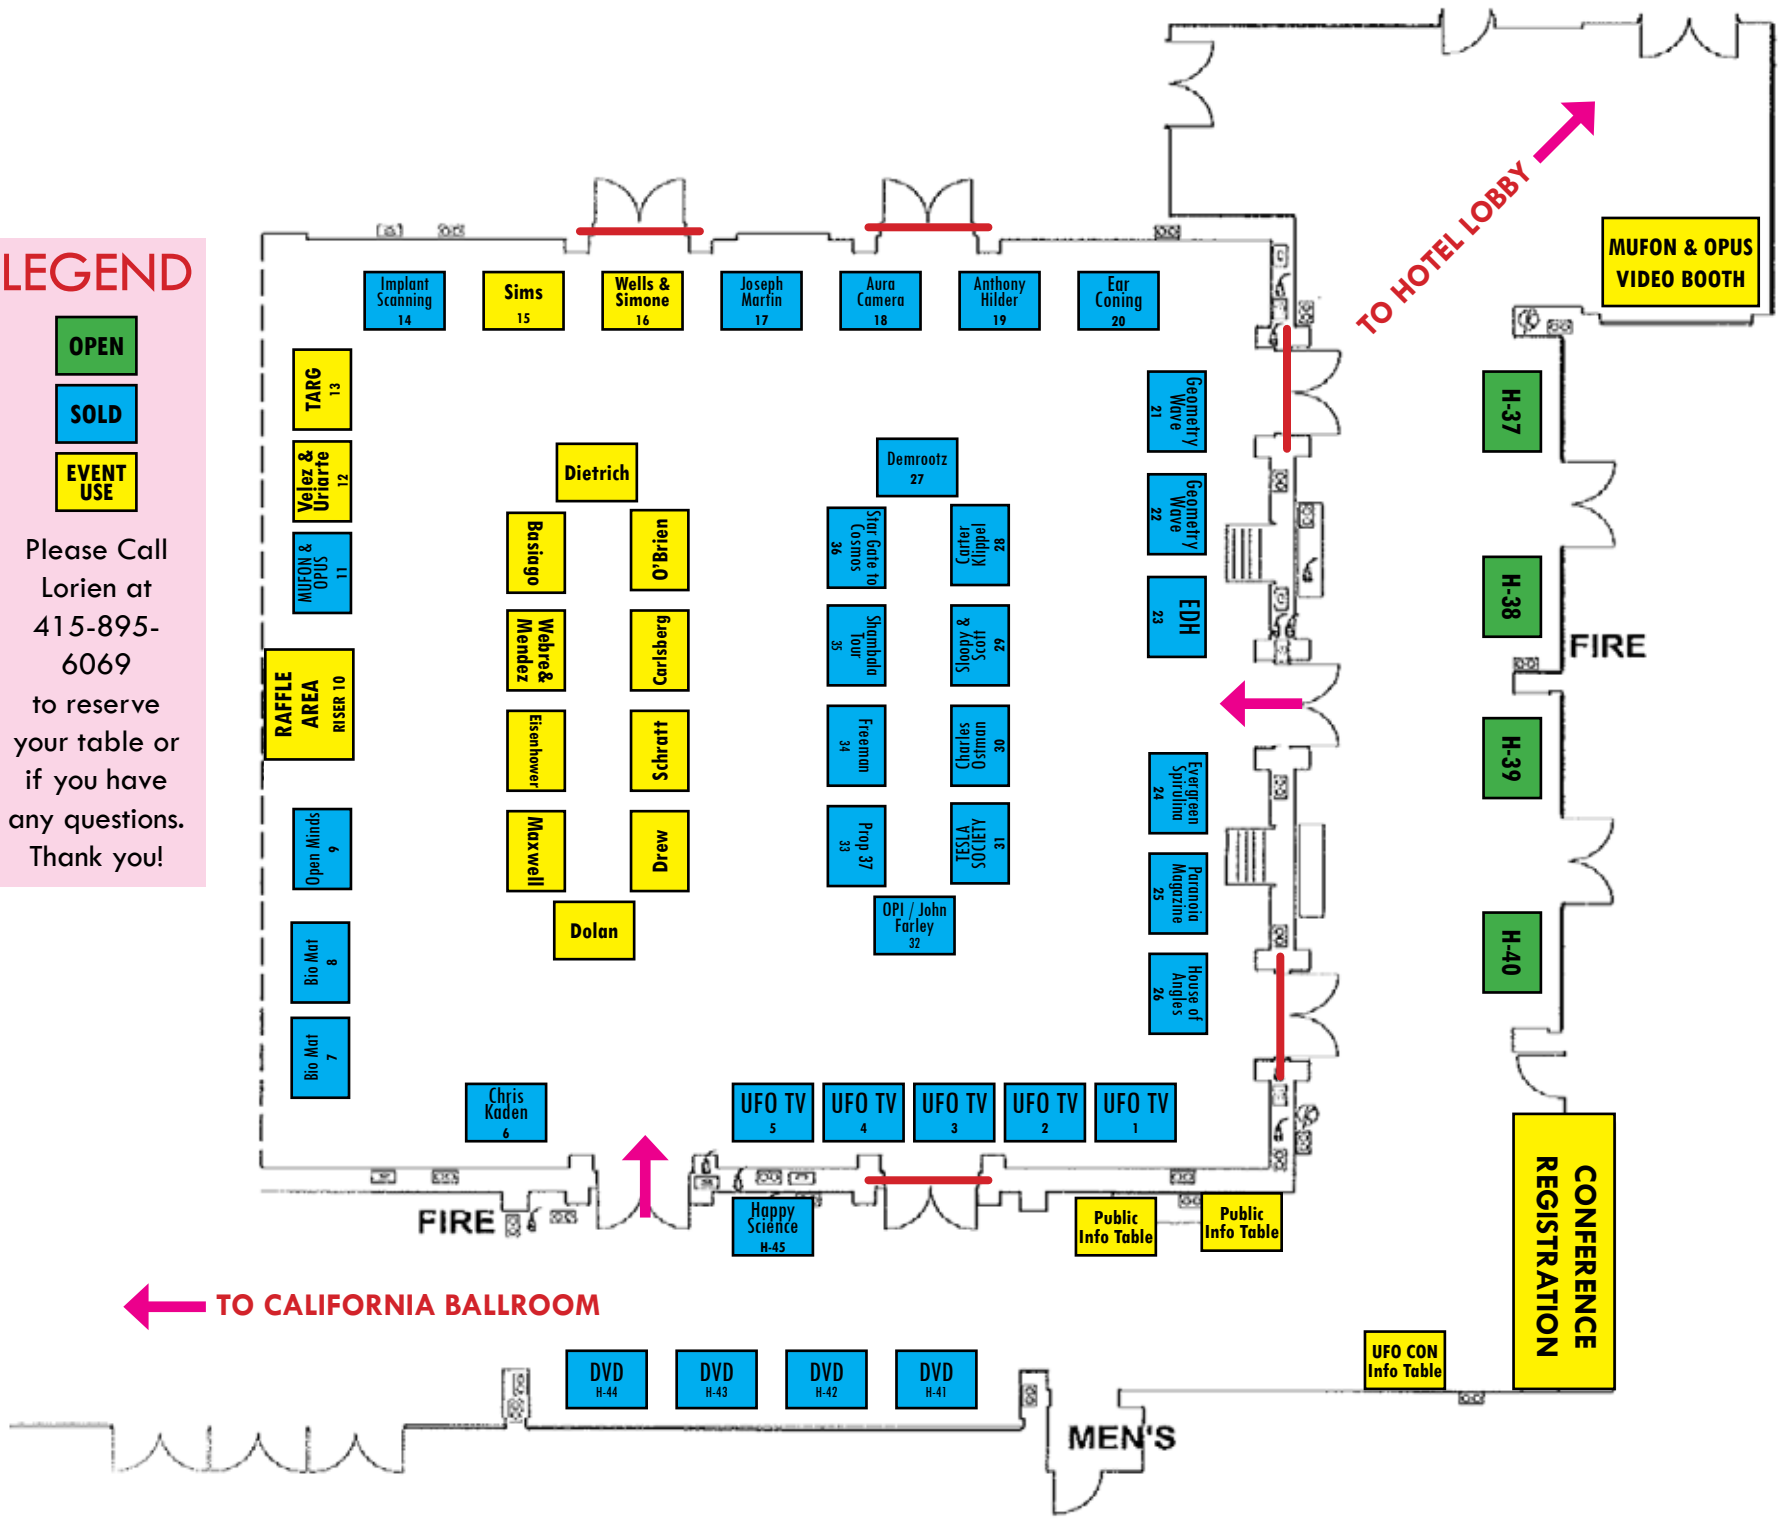 TO HOTEL LOBBY
MUFON & OPUS
VIDEO BOOTH
LEGEND
OPEN
SOLD
EVENT
USE
Please Call
Lorien at
415-895-
6069
to reserve
your table or
if you have
any questions.
Thank you!
Implant
Scanning
14
Sims
15
Wells &
Simone
16
Joseph
Martin
17
Aura
Camera
18
Anthony
Hilder
19
Ear
Coning
20
TARG
13
Velez &
Uriarte
12
MUFON &
OPUS
11
RAFFLE
AREA
RISER 10
Open Minds
9
Bio Mat
8
Bio Mat
7
Dietrich
Basiago
O'Brien
Webre&
Mendez
Carlsberg
Eisenhower
Schratt
Maxwell
Drew
Dolan
Demrootz
27
Star Gate to
Cosmos
36
Carter
Klippel
28
Shambala
Tour
35
Sloopy &
Scott
29
Freeman
34
Charles
Ostman
30
Prop 37
33
TESLA
SOCIETY
31
OPI / John
Farley
32
Geometry
Wave
21
Geometry
Wave
22
EDH
23
Evergreen
Spirulina
24
Paranoia
Magazine
25
House of
Angles
26
H-37
H-38
FIRE
H-39
H-40
Chris
Kaden
6
UFO TV
5
UFO TV
4
UFO TV
3
UFO TV
2
UFO TV
1
FIRE
Happy
Science
H-45
Public
Info Table
Public
Info Table
CONFERENCE
REGISTRATION
TO CALIFORNIA BALLROOM
UFO CON
Info Table
DVD
H-44
DVD
H-43
DVD
H-42
DVD
H-41
MEN'S